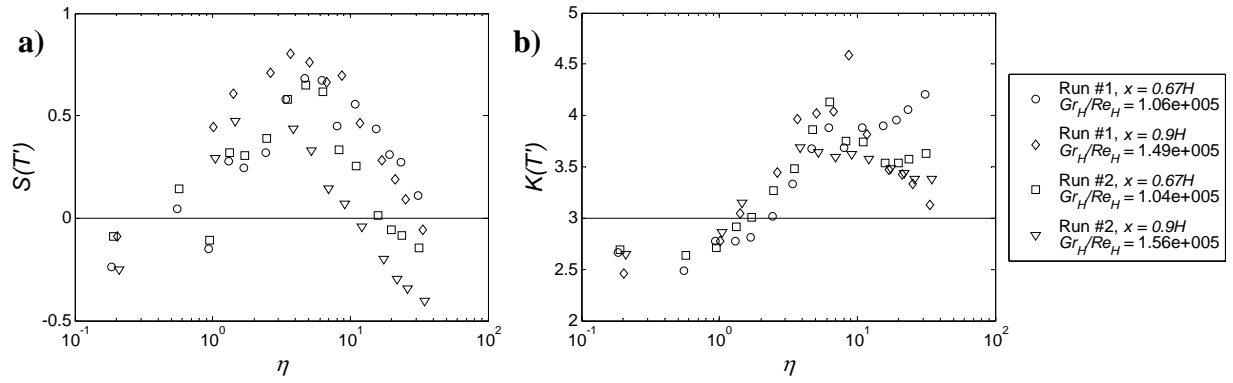 a)
1
0.5
0
-0.5
S(T')
10^-1
10^0
10^1
10^2
η
b)
5
4.5
4
3.5
3
2.5
2
K(T')
10^-1
10^0
10^1
10^2
η
Run #1, x = 0.67H
Gr_H/Re_H = 1.06e+005
Run #1, x = 0.9H
Gr_H/Re_H = 1.49e+005
Run #2, x = 0.67H
Gr_H/Re_H = 1.04e+005
Run #2, x = 0.9H
Gr_H/Re_H = 1.56e+005